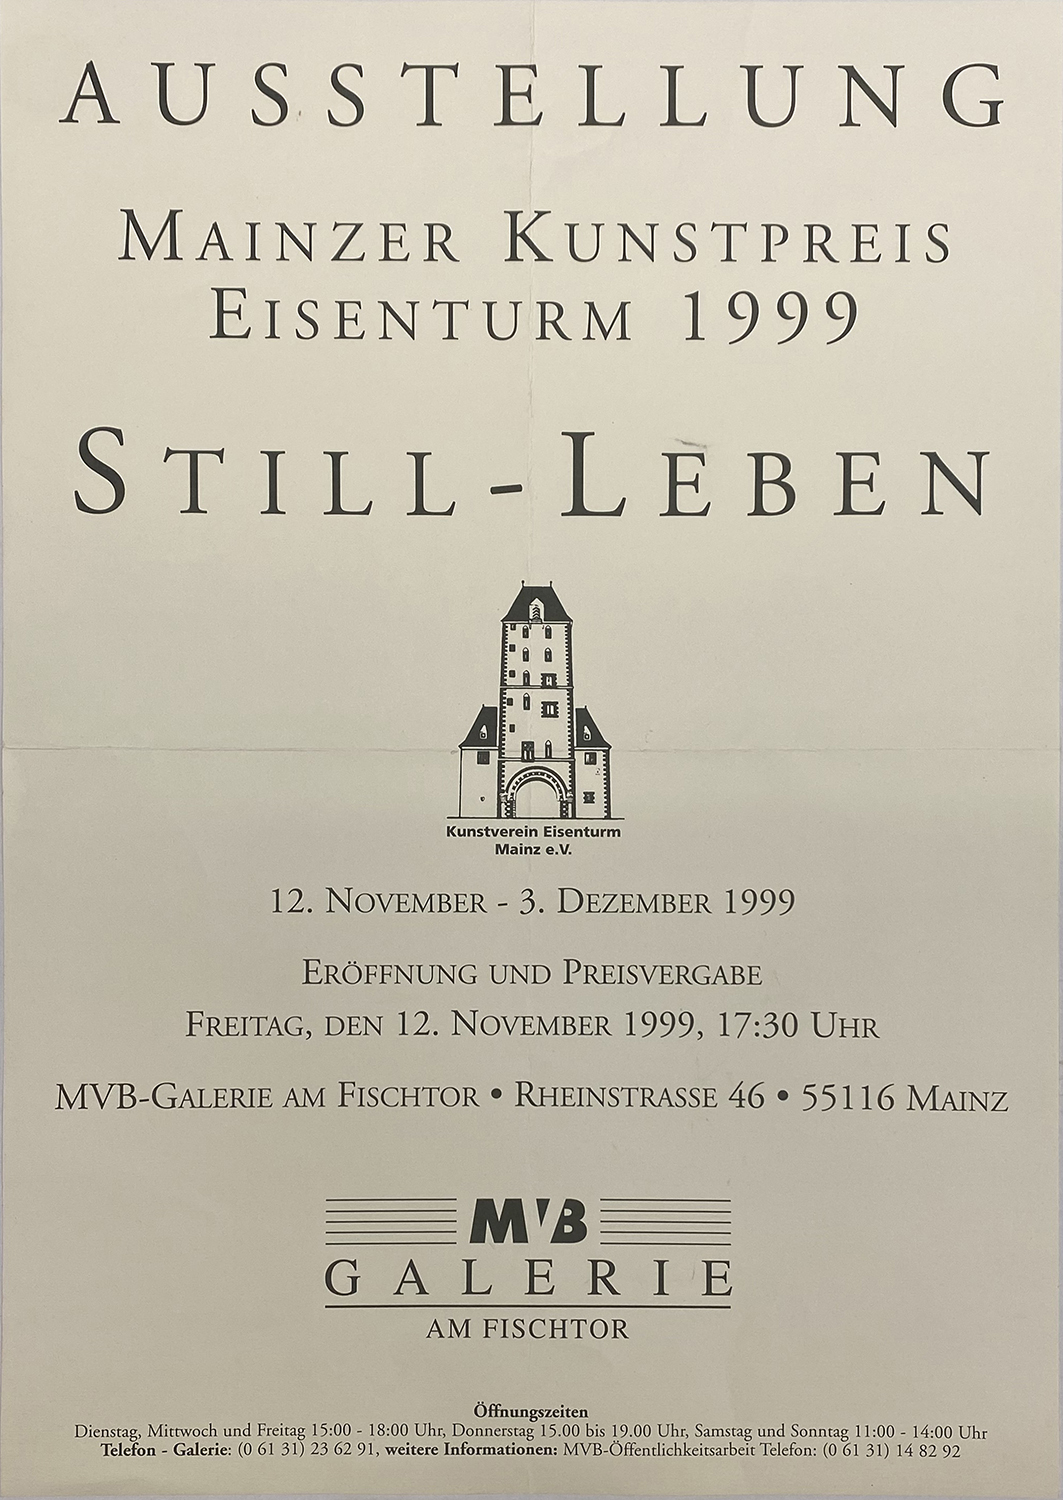 AUSSTELLUNG
MAINZER KUNSTPREIS
EISENTURM 1999
STILL-LEBEN
Kunstverein Eisenturm
Mainz e.V.
12. NOVEMBER - 3. DEZEMBER 1999
ERÖFFNUNG UND PREISVERGABE
FREITAG, DEN 12. NOVEMBER 1999, 17:30 UHR
MVB-GALERIE AM FISCHTOR • RHEINSTRASSE 46 • 55116 MAINZ
MVB
GALERIE
AM FISCHTOR
Öffnungszeiten
Dienstag, Mittwoch und Freitag 15:00 - 18:00 Uhr, Donnerstag 15.00 bis 19.00 Uhr, Samstag und Sonntag 11:00 - 14:00 Uhr
Telefon - Galerie: (0 61 31) 23 62 91, weitere Informationen: MVB-Öffentlichkeitsarbeit Telefon: (0 61 31) 14 82 92